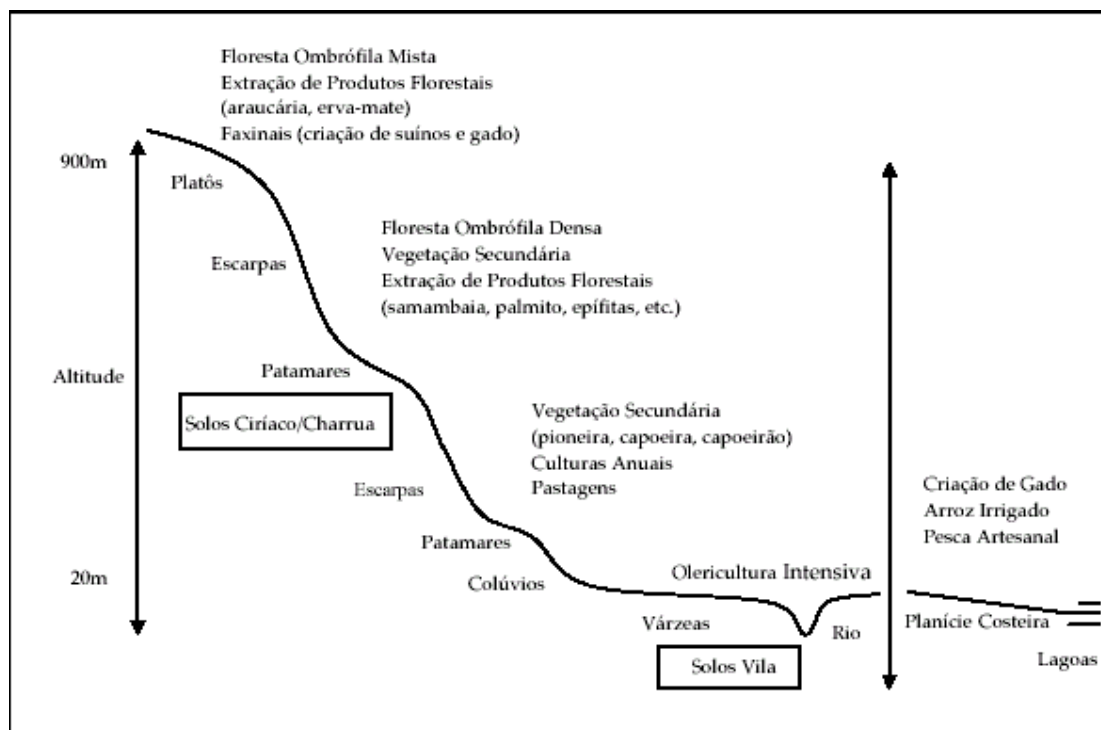 Floresta Ombrófila Mista
Extração de Produtos Florestais
(araucária, erva-mate)
Faxinais (criação de suínos e gado)
900m
Platôs
Floresta Ombrófila Densa
Vegetação Secundária
Extração de Produtos Florestais
(samambaia, palmito, epífitas, etc.)
Escarpas
Altitude
Patamares
Solos Ciríaco/Charrua
Vegetação Secundária
(pioneira, capoeira, capoeirão)
Culturas Anuais
Pastagens
Escarpas
Criação de Gado
Arroz Irrigado
Pesca Artesanal
Patamares
20m
Colúvios
Olericultura Intensiva
Várzeas
Rio
Planície Costeira
Solos Vila
Lagoas